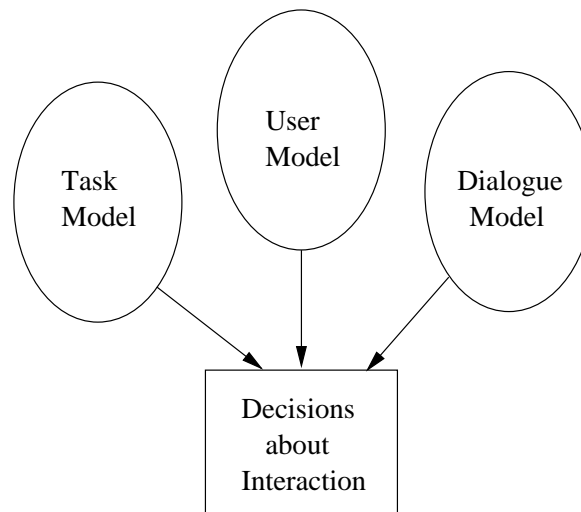 Task
Model
User
Model
Dialogue
Model
Decisions
about
Interaction